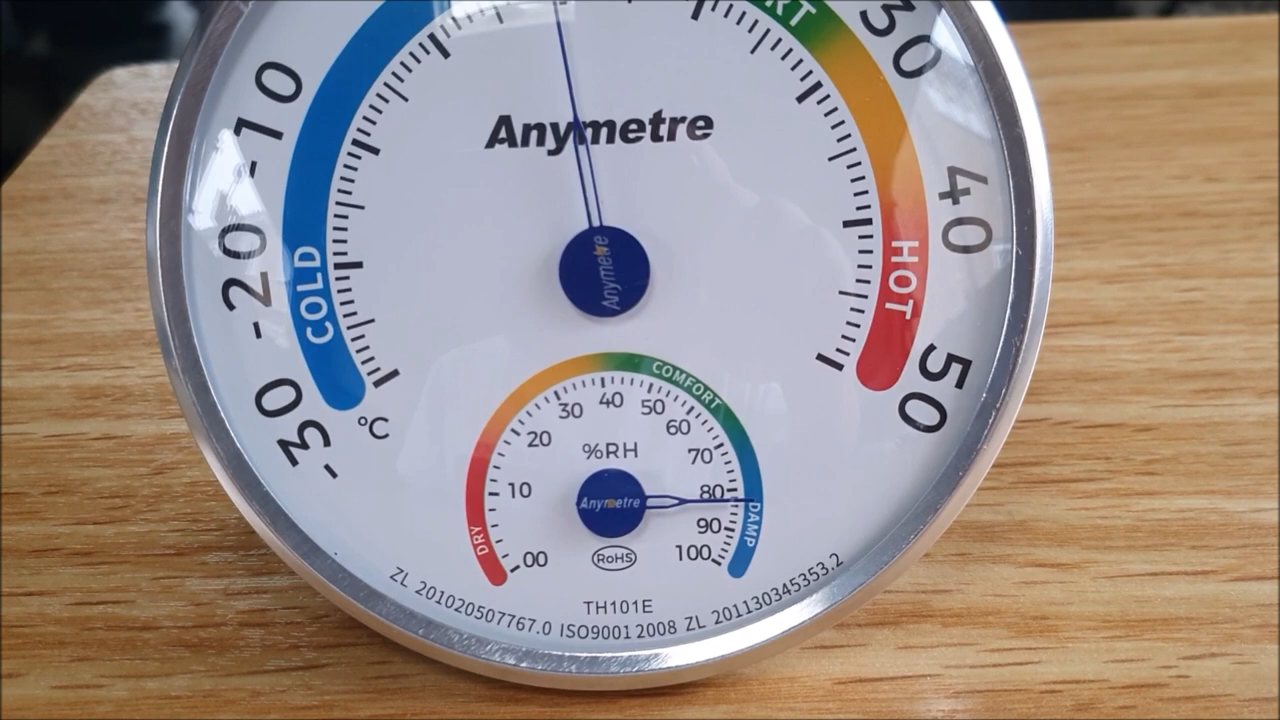 Anymetre
-10
-20
-30
COLD
°C
RT
30
40
50
HOT
Anymetre
COMFORT
DRY
DAMP
00
10
20
30
40
50
60
70
80
90
100
%RH
Anymetre
RoHS
TH101E
ZL 201020507767.0 ISO9001 2008 ZL 201130345353.2